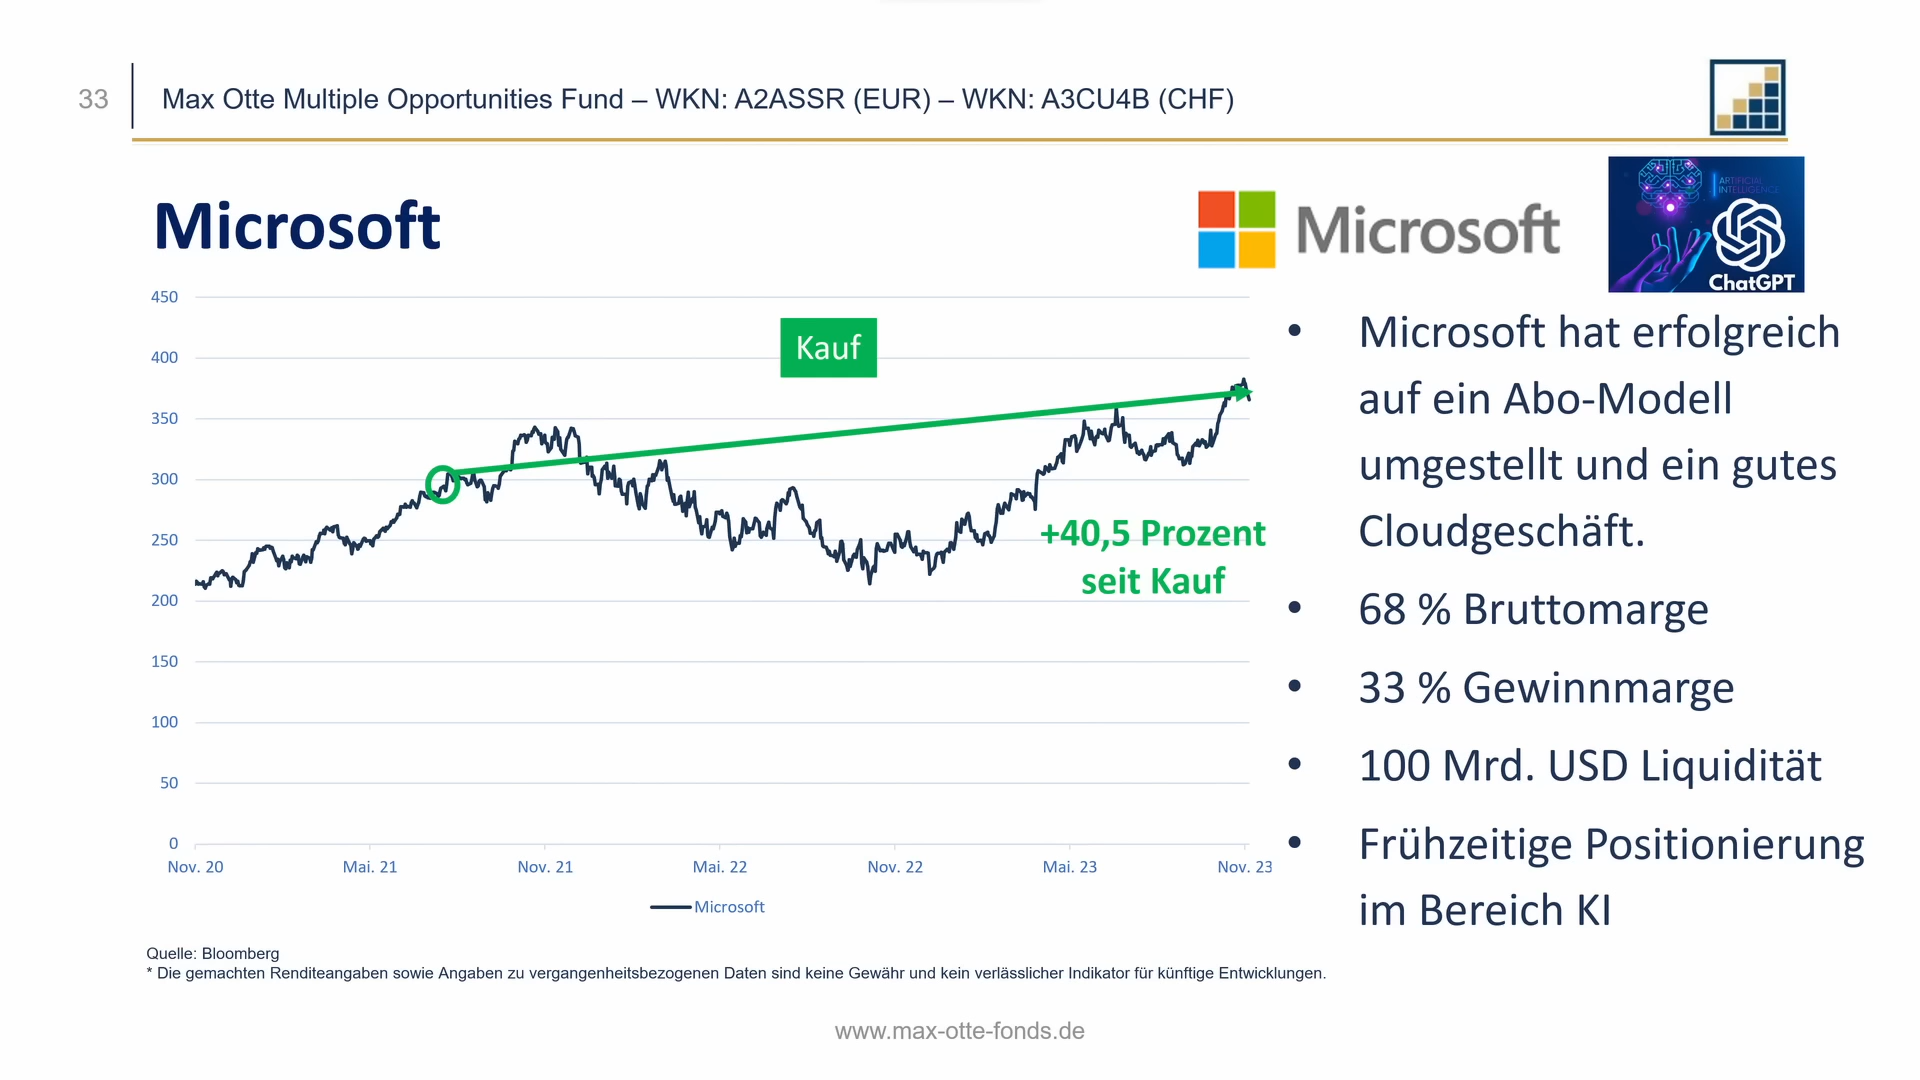 33
Max Otte Multiple Opportunities Fund – WKN: A2ASSR (EUR) – WKN: A3CU4B (CHF)
Microsoft
Microsoft
ARTIFICIAL
INTELLIGENCE
ChatGPT
450
400
350
300
250
200
150
100
50
0
Kauf
+40,5 Prozent
seit Kauf
Nov. 20
Mai. 21
Nov. 21
Mai. 22
Nov. 22
Mai. 23
Nov. 23
Microsoft
• Microsoft hat erfolgreich
auf ein Abo-Modell
umgestellt und ein gutes
Cloudgeschäft.
• 68 % Bruttomarge
• 33 % Gewinnmarge
• 100 Mrd. USD Liquidität
• Frühzeitige Positionierung
im Bereich KI
Quelle: Bloomberg
* Die gemachten Renditeangaben sowie Angaben zu vergangenheitsbezogenen Daten sind keine Gewähr und kein verlässlicher Indikator für künftige Entwicklungen.
www.max-otte-fonds.de